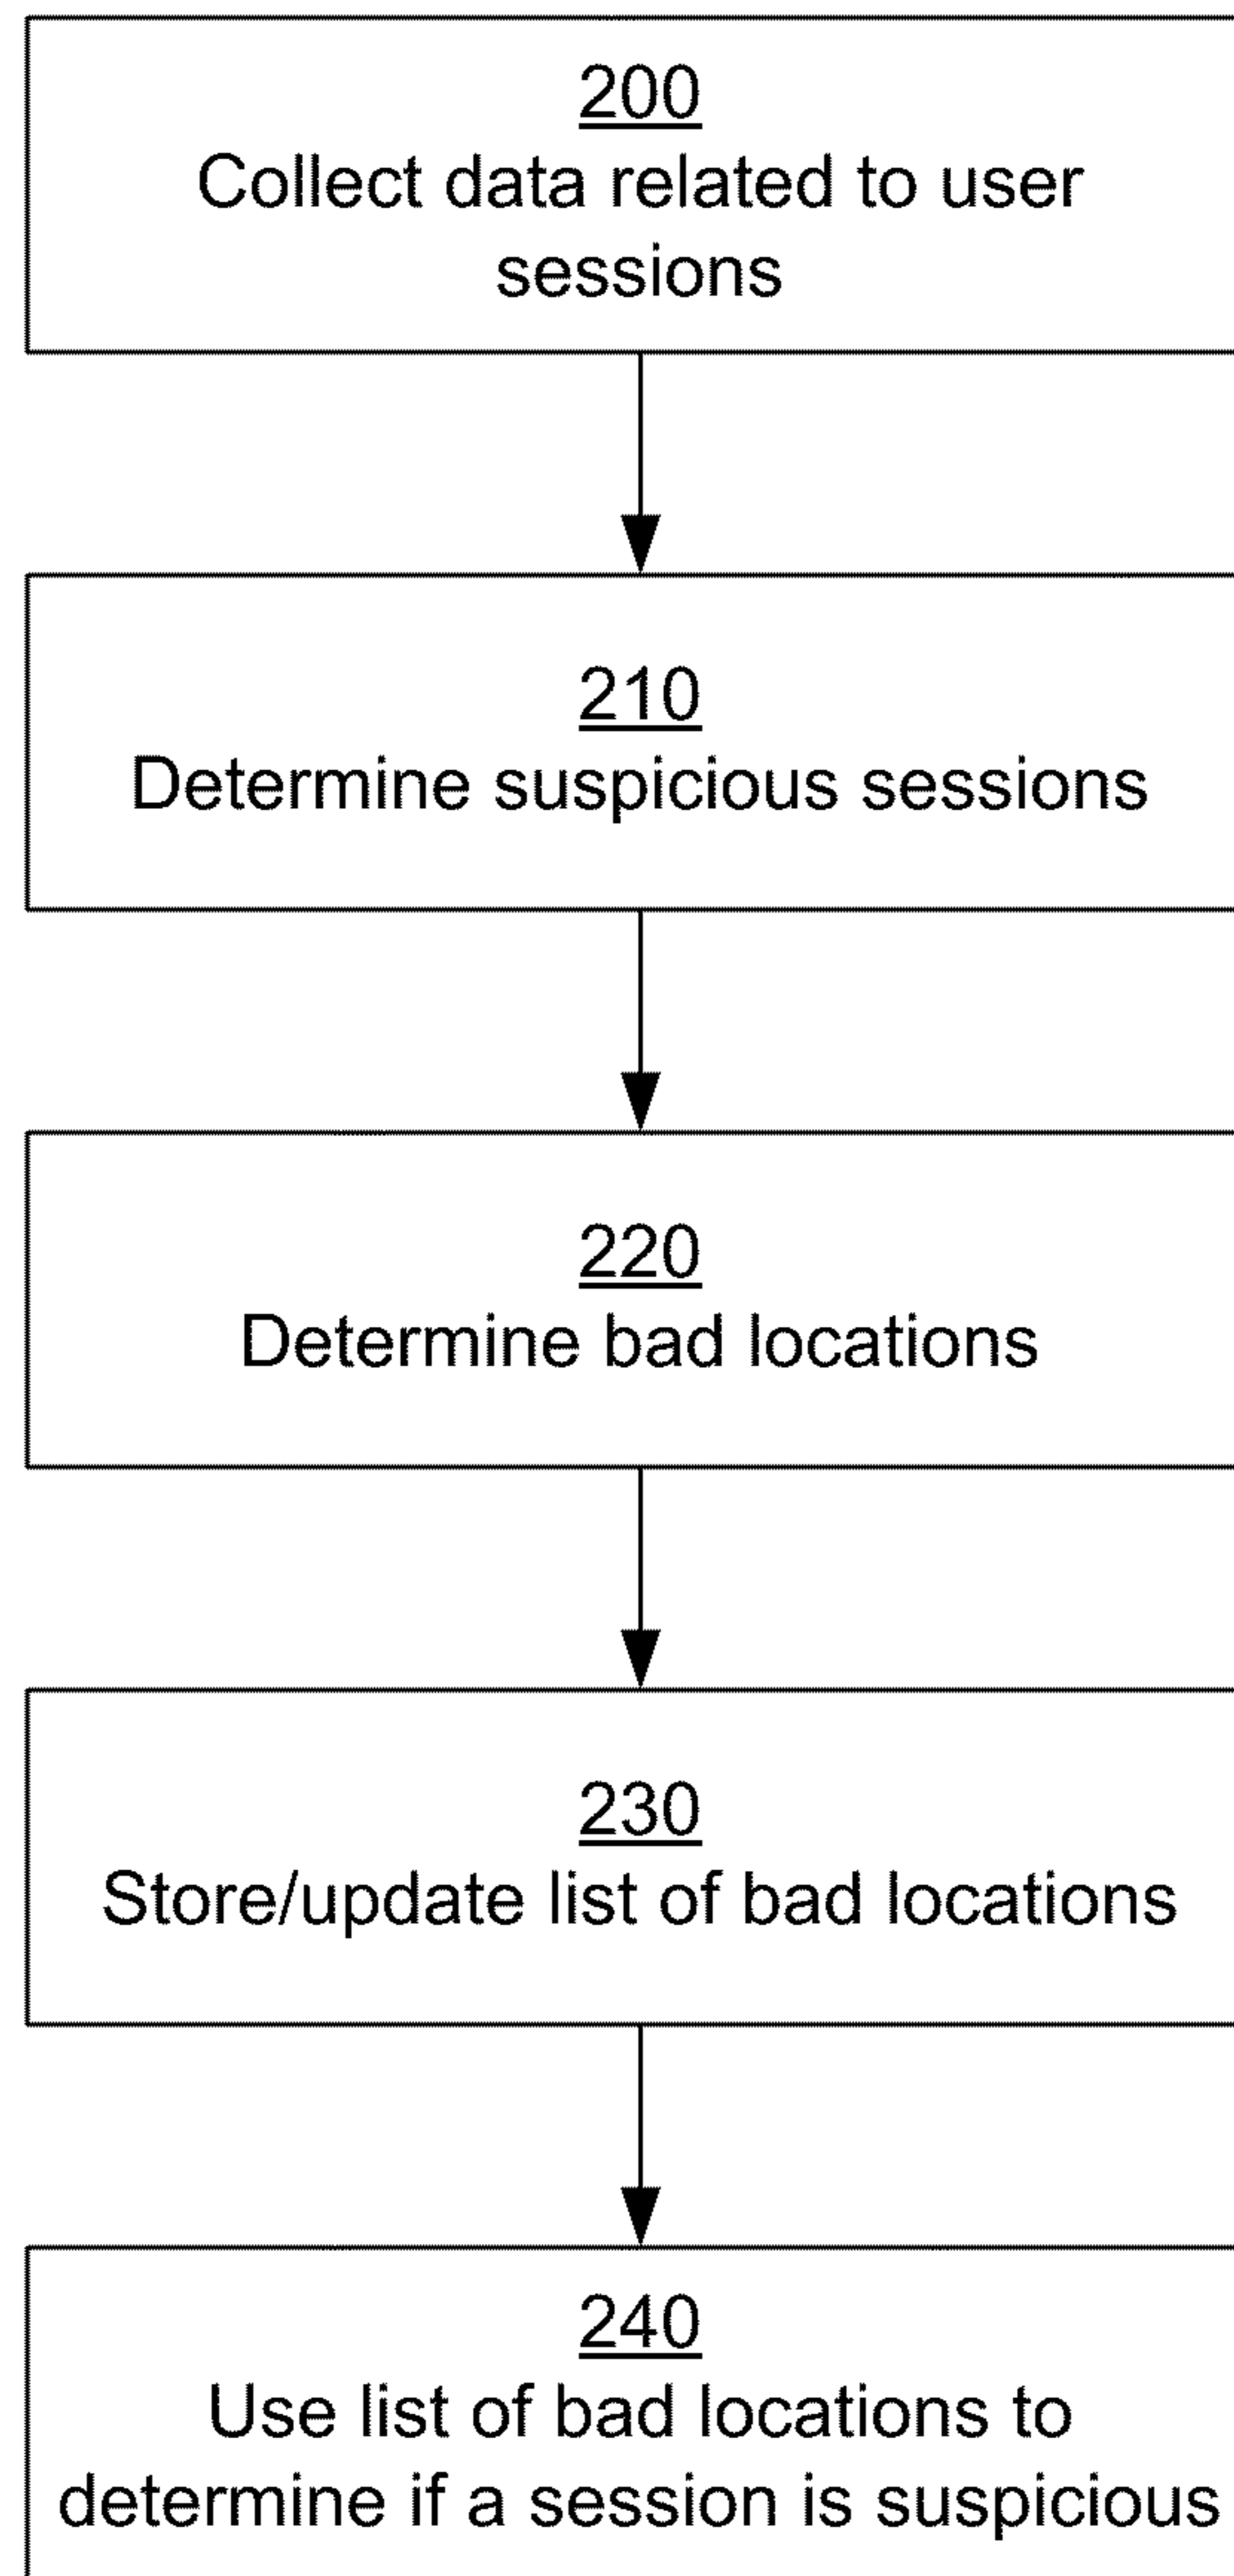 200
Collect data related to user
sessions
210
Determine suspicious sessions
220
Determine bad locations
230
Store/update list of bad locations
240
Use list of bad locations to
determine if a session is suspicious